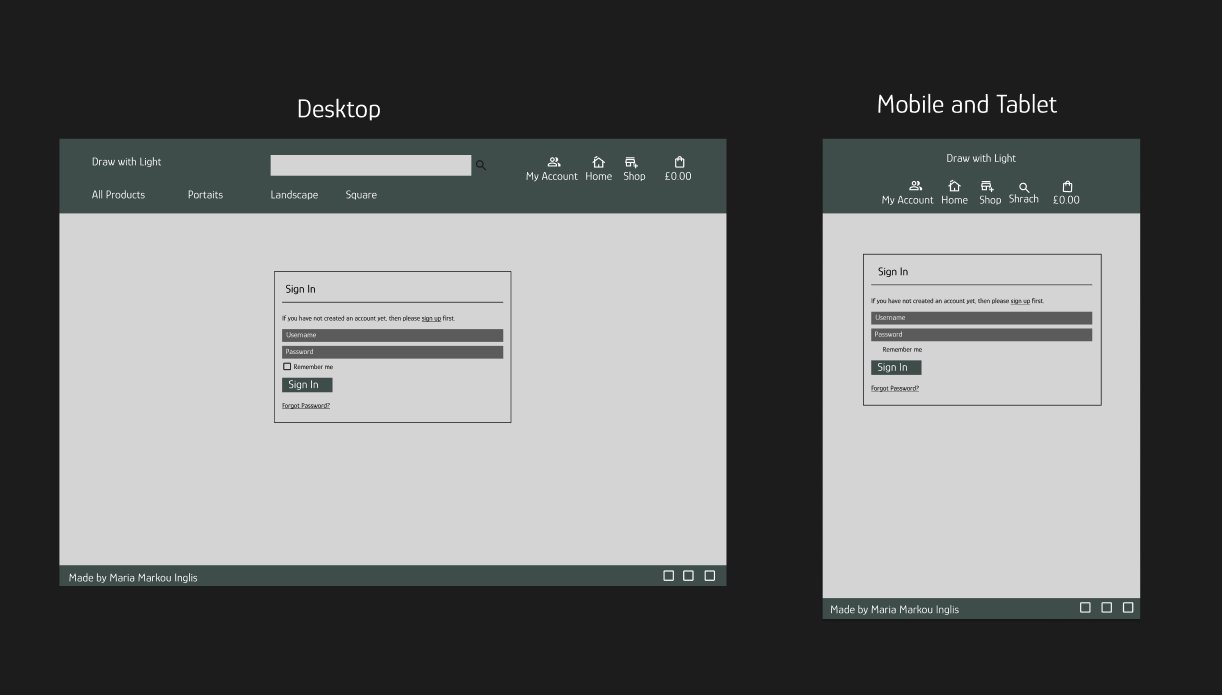 Desktop
Draw with Light
My Account Home Shop £0.00
All Products Portaits Landscape Square
Sign In
If you have not created an account yet, then please sign up first.
Username
Password
Remember me
Sign In
Forgot Password?
Made by Maria Markou Inglis
Mobile and Tablet
Draw with Light
My Account Home Shop Shrach £0.00
Sign In
If you have not created an account yet, then please sign up first.
Username
Password
Remember me
Sign In
Forgot Password?
Made by Maria Markou Inglis